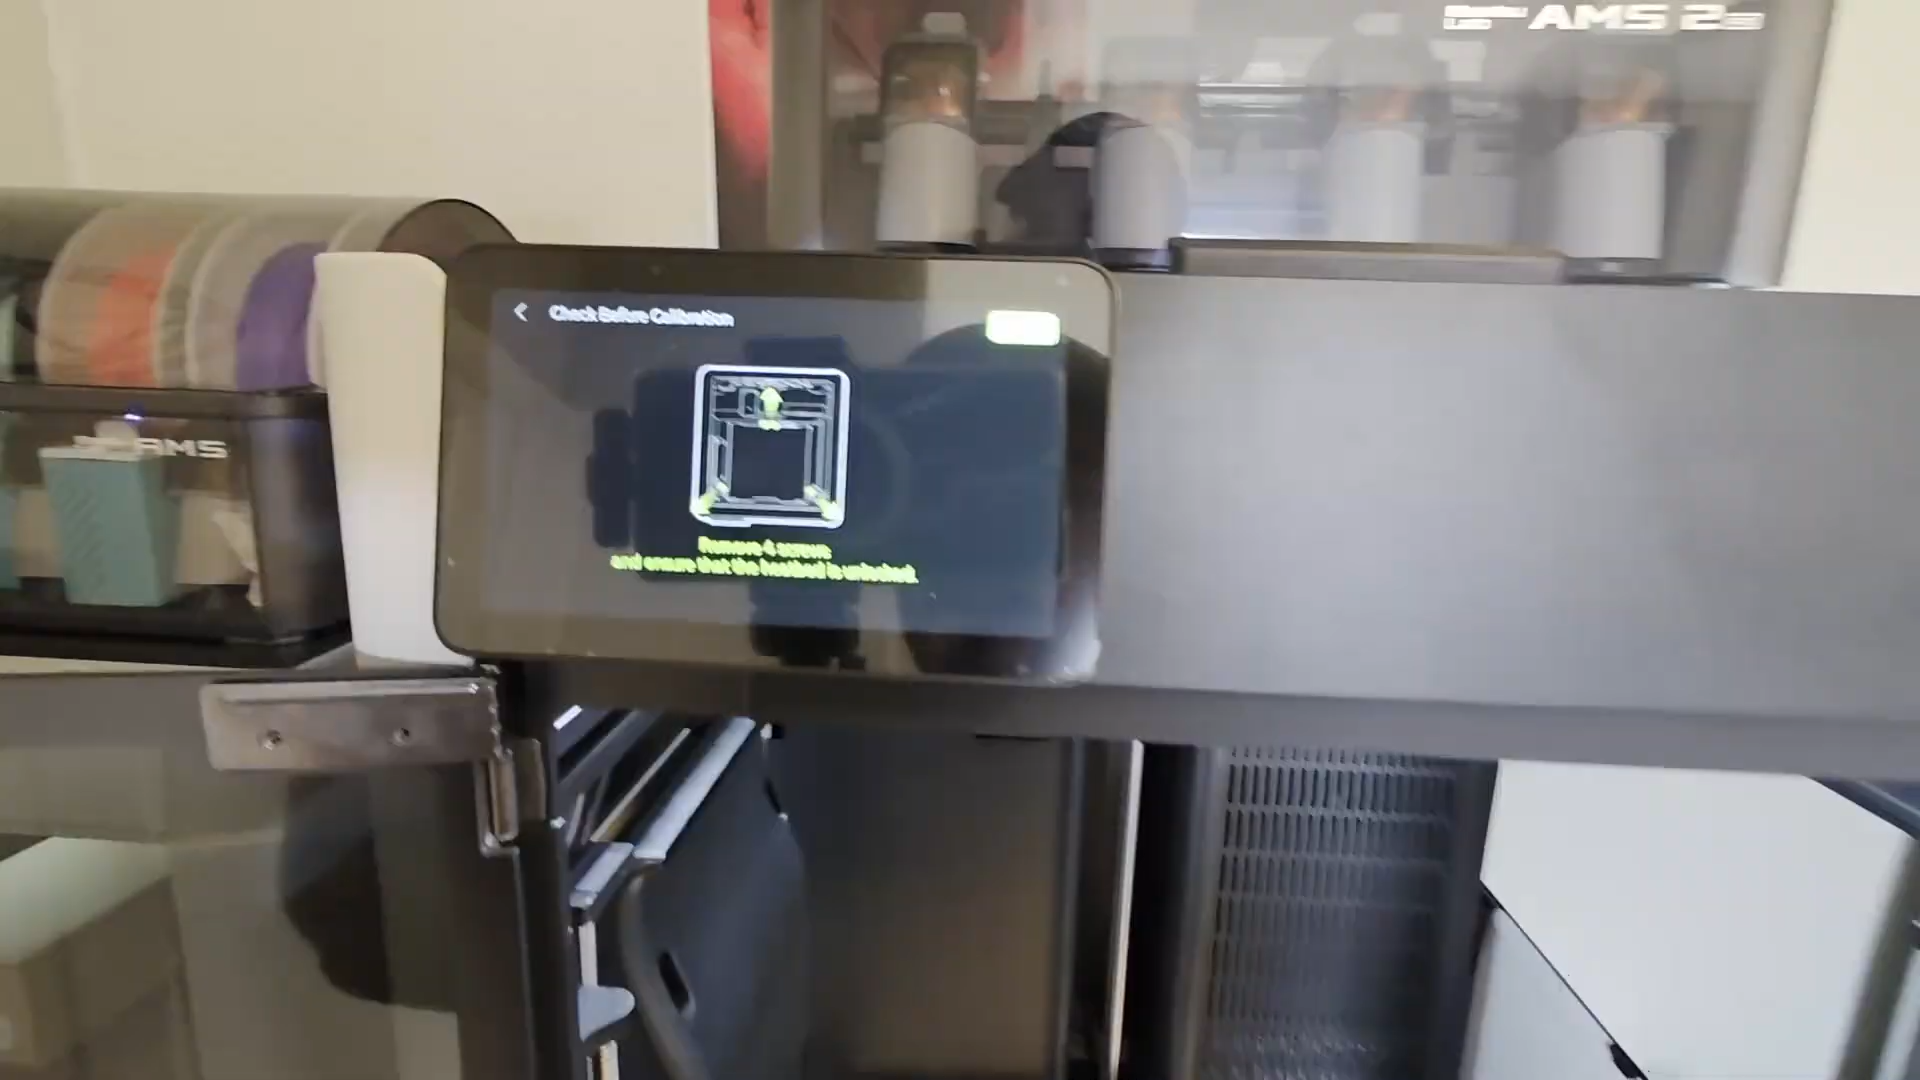 AMS 2
Check Before Calibration
Remove 4 screws
and ensure that the heatbed is unlocked.
AMS